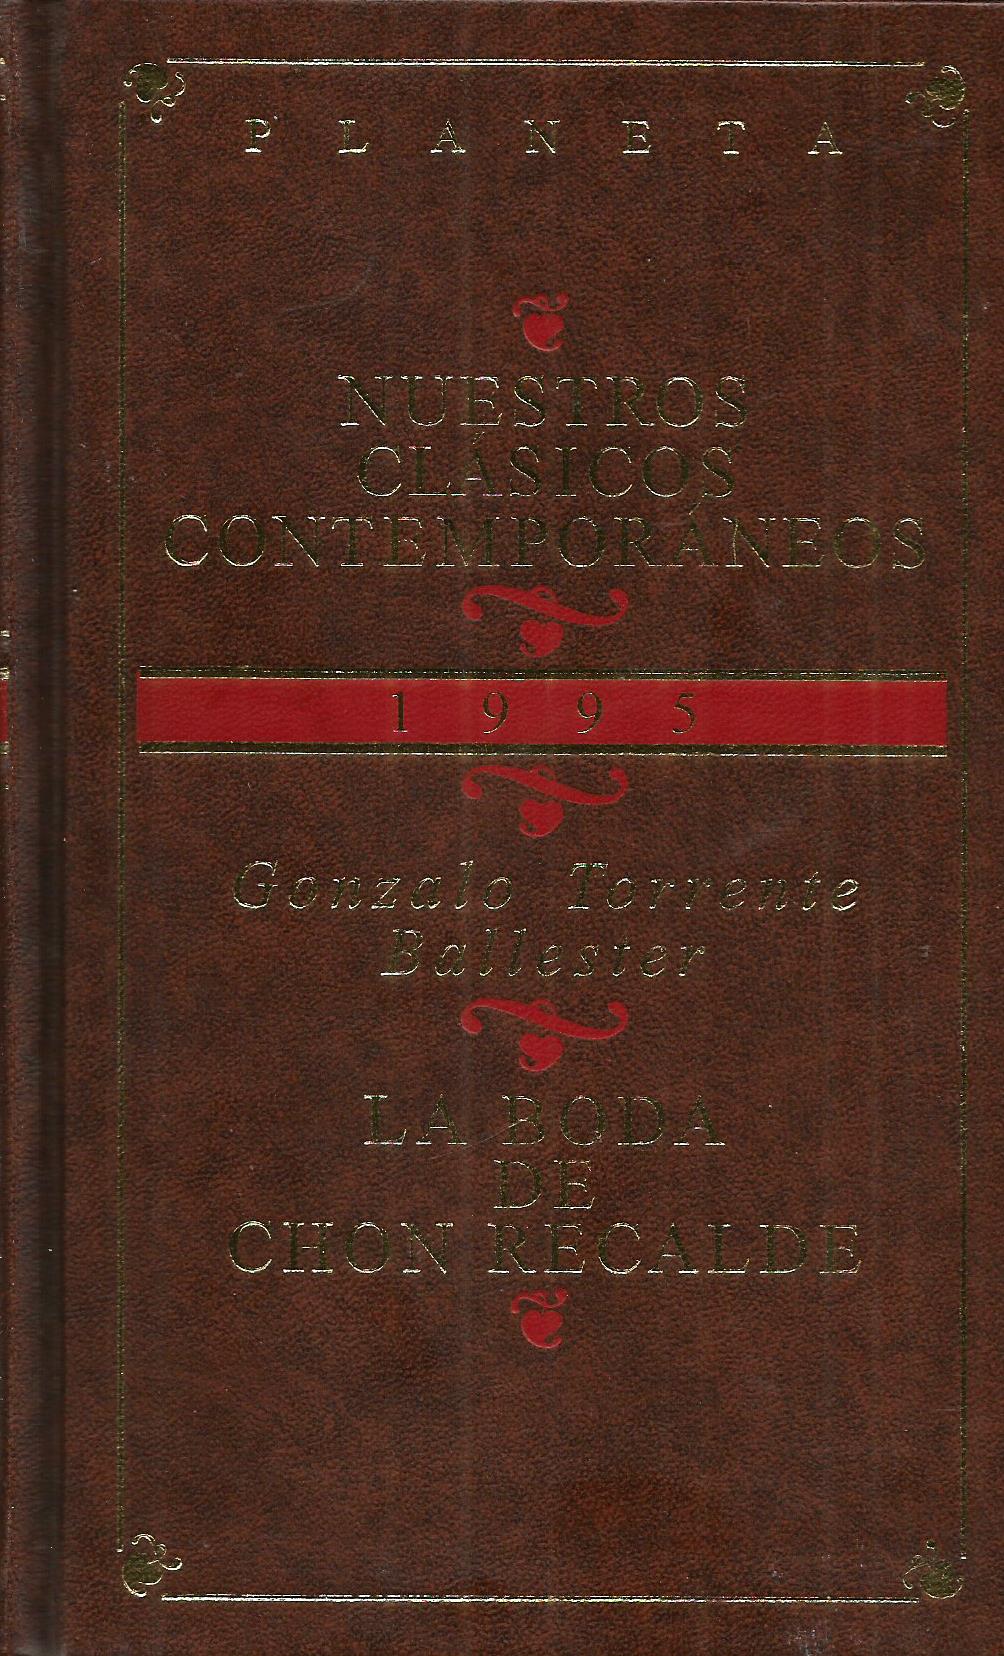 PLANETA
NUESTROS
CLÁSICOS
CONTEMPORÁNEOS
1995
Gonzalo Torrente
Ballester
LA BODA
DE
CHON RECALDE